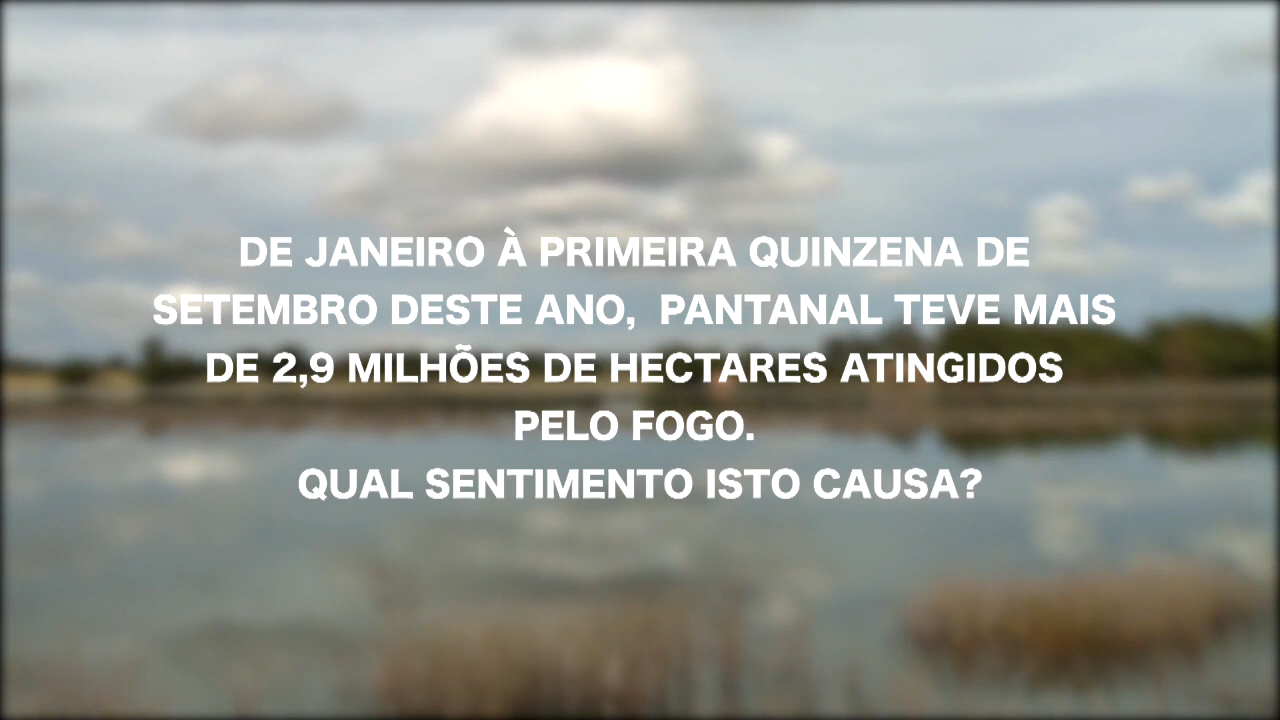 DE JANEIRO À PRIMEIRA QUINZENA DE
SETEMBRO DESTE ANO, PANTANAL TEVE MAIS
DE 2,9 MILHÕES DE HECTARES ATINGIDOS
PELO FOGO.
QUAL SENTIMENTO ISTO CAUSA?